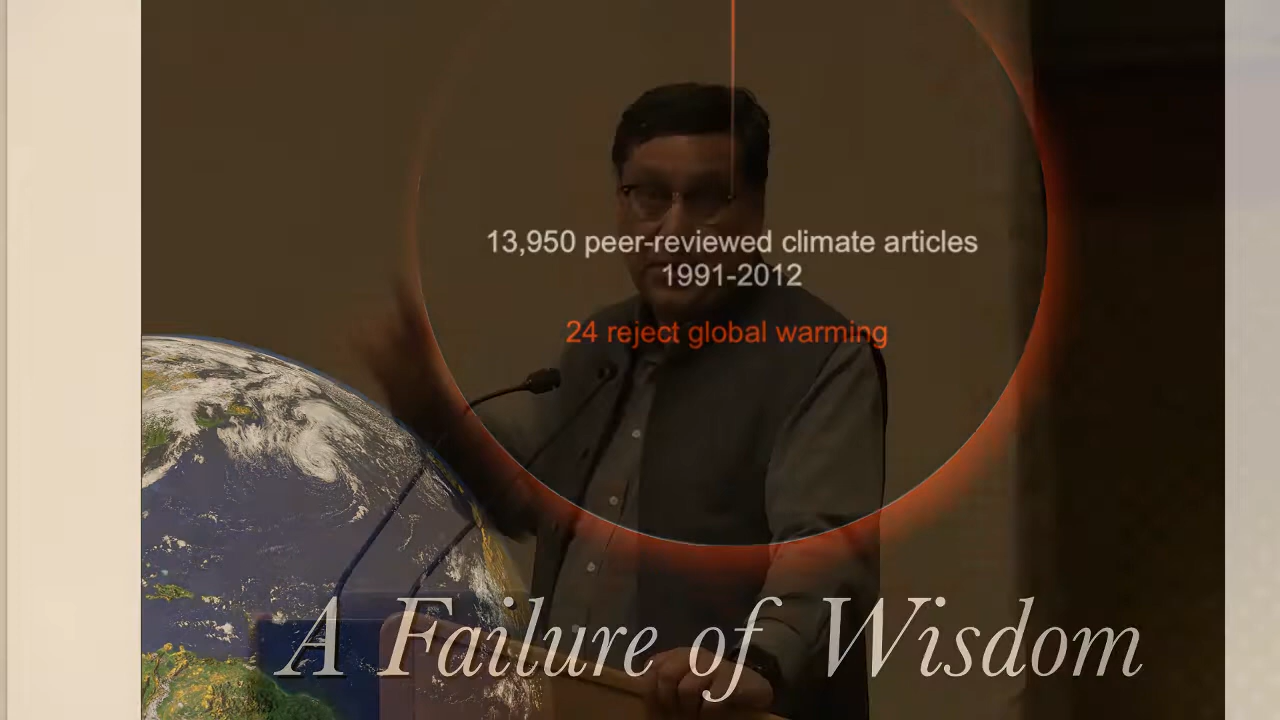 13,950 peer-reviewed climate articles
1991-2012
24 reject global warming
A Failure of Wisdom